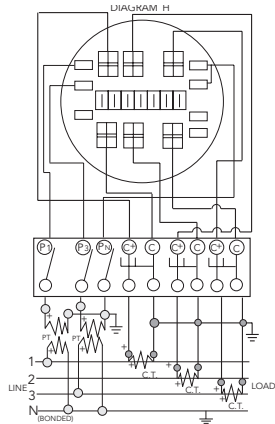 DIAGRAM H
P1 P3 PN C+ C C+ C C+ C
+ +
PT PT
1
+
C.T.
2
+
C.T.
LINE 3
+
LOAD
C.T.
N
(BONDED)